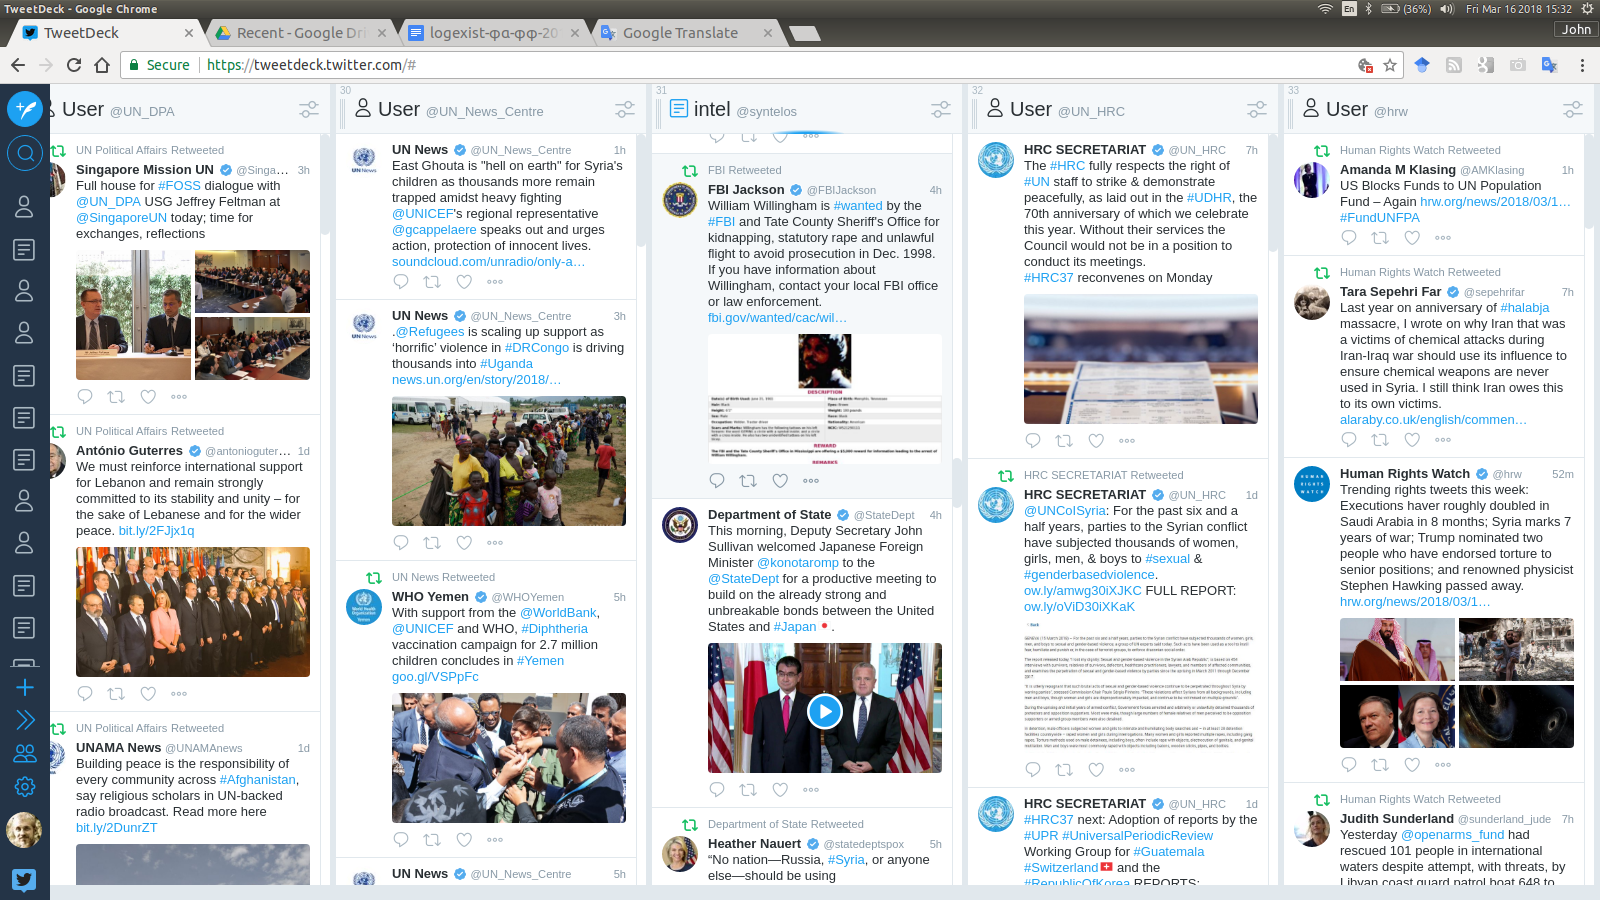 TweetDeck - Google Chrome
En
(36%)
Fri Mar 16 2018 15:32
TweetDeck
Recent - Google Dri
logexist-φα-φφ-20
Google Translate
John
Secure
https://tweetdeck.twitter.com/#
User @UN_DPA
UN Political Affairs Retweeted
Singapore Mission UN @Singa... 3h
Full house for #FOSS dialogue with
@UN_DPA USG Jeffrey Feltman at
@SingaporeUN today; time for
exchanges, reflections
UN Political Affairs Retweeted
António Guterres @antonioguter... 1d
We must reinforce international support
for Lebanon and remain strongly
committed to its stability and unity – for
the sake of Lebanese and for the wider
peace. bit.ly/2FJjx1q
UN Political Affairs Retweeted
UNAMA News @UNAMAnews 1d
Building peace is the responsibility of
every community across #Afghanistan,
say religious scholars in UN-backed
radio broadcast. Read more here
bit.ly/2DunrZT
30
User @UN_News_Centre
UN News @UN_News_Centre 1h
East Ghouta is "hell on earth" for Syria's
children as thousands more remain
trapped amidst heavy fighting
@UNICEF's regional representative
@gcappelaere speaks out and urges
action, protection of innocent lives.
soundcloud.com/unradio/only-a…
UN News @UN_News_Centre 3h
.@Refugees is scaling up support as
‘horrific’ violence in #DRCongo is driving
thousands into #Uganda
news.un.org/en/story/2018/…
UN News Retweeted
WHO Yemen @WHOYemen 5h
With support from the @WorldBank,
@UNICEF and WHO, #Diphtheria
vaccination campaign for 2.7 million
children concludes in #Yemen
goo.gl/VSPpFc
UN News @UN_News_Centre 5h
31
intel @syntelos
FBI Retweeted
FBI Jackson @FBIJackson 4h
William Willingham is #wanted by the
#FBI and Tate County Sheriff's Office for
kidnapping, statutory rape and unlawful
flight to avoid prosecution in Dec. 1998.
If you have information about
Willingham, contact your local FBI office
or law enforcement.
fbi.gov/wanted/cac/wil…
DESCRIPTION
REWARD
REMARKS
Department of State @StateDept 4h
This morning, Deputy Secretary John
Sullivan welcomed Japanese Foreign
Minister @konotaromp to the
@StateDept for a productive meeting to
build on the already strong and
unbreakable bonds between the United
States and #Japan .
Department of State Retweeted
Heather Nauert @statedeptspox 5h
“No nation—Russia, #Syria, or anyone
else—should be using
32
User @UN_HRC
HRC SECRETARIAT @UN_HRC 7h
The #HRC fully respects the right of
#UN staff to strike & demonstrate
peacefully, as laid out in the #UDHR, the
70th anniversary of which we celebrate
this year. Without their services the
Council would not be in a position to
conduct its meetings.
#HRC37 reconvenes on Monday
HRC SECRETARIAT Retweeted
HRC SECRETARIAT @UN_HRC 1d
@UNCoISyria: For the past six and a
half years, parties to the Syrian conflict
have subjected thousands of women,
girls, men, & boys to #sexual &
#genderbasedviolence.
ow.ly/amwg30iXJKC FULL REPORT:
ow.ly/oViD30iXKaK
HRC SECRETARIAT @UN_HRC 1d
#HRC37 next: Adoption of reports by the
#UPR #UniversalPeriodicReview
Working Group for #Guatemala
#Switzerland and the
#RepublicOfKorea REPORTS:
33
User @hrw
Human Rights Watch Retweeted
Amanda M Klasing @AMKlasing 1h
US Blocks Funds to UN Population
Fund – Again hrw.org/news/2018/03/1…
#FundUNFPA
Human Rights Watch Retweeted
Tara Sepehri Far @sepehrifar 7h
Last year on anniversary of #halabja
massacre, I wrote on why Iran that was
a victims of chemical attacks during
Iran-Iraq war should use its influence to
ensure chemical weapons are never
used in Syria. I still think Iran owes this
to its own victims.
alaraby.co.uk/english/commen…
HUMAN RIGHTS WATCH
Human Rights Watch @hrw 52m
Trending rights tweets this week:
Executions haver roughly doubled in
Saudi Arabia in 8 months; Syria marks 7
years of war; Trump nominated two
people who have endorsed torture to
senior positions; and renowned physicist
Stephen Hawking passed away.
hrw.org/news/2018/03/1…
Human Rights Watch Retweeted
Judith Sunderland @sunderland_jude 7h
Yesterday @openarms_fund had
rescued 101 people in international
waters despite attempt, with threats, by
Libyan coast guard patrol boat 648 to